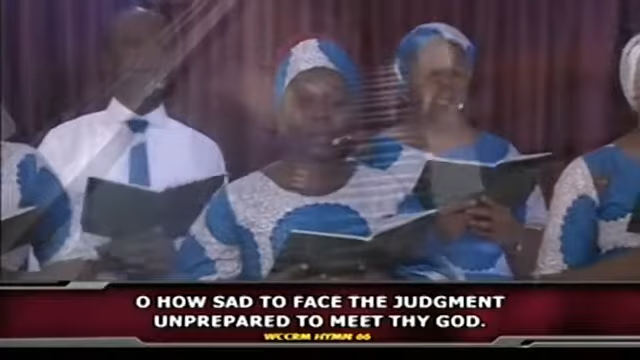 O HOW SAD TO FACE THE JUDGMENT
UNPREPARED TO MEET THY GOD.
WCCRM HYMN 66